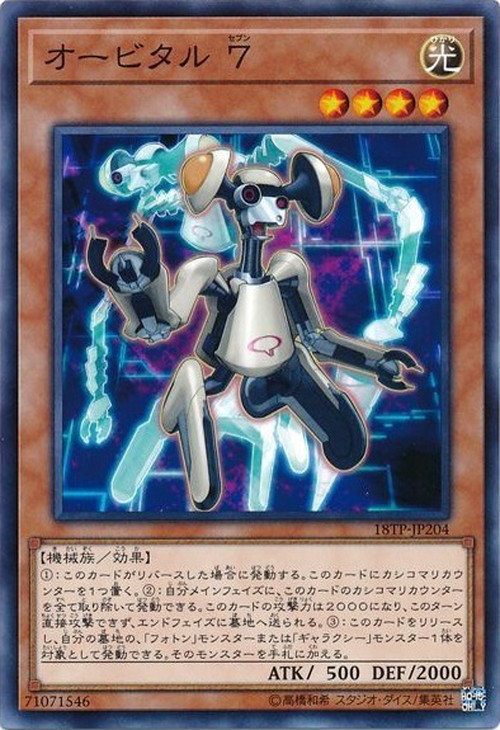 オービタル 7
セブン
光
ひかり
18TP-JP204
【機械族／効果】
①：このカードがリバースした場合に発動する。このカードにカシコマリカウ
ンターを1つ置く。②：自分メインフェイズに、このカードのカシコマリカウンター
を全て取り除いて発動できる。このカードの攻撃力は2000になり、このターン
直接攻撃できず、エンドフェイズに墓地へ送られる。③：このカードをリリース
し、自分の墓地の、「フォトン」モンスターまたは「ギャラクシー」モンスター1体を
対象として発動できる。そのモンスターを手札に加える。
ATK/ 500 DEF/2000
71071546
©高橋和希 スタジオ・ダイス/集英社